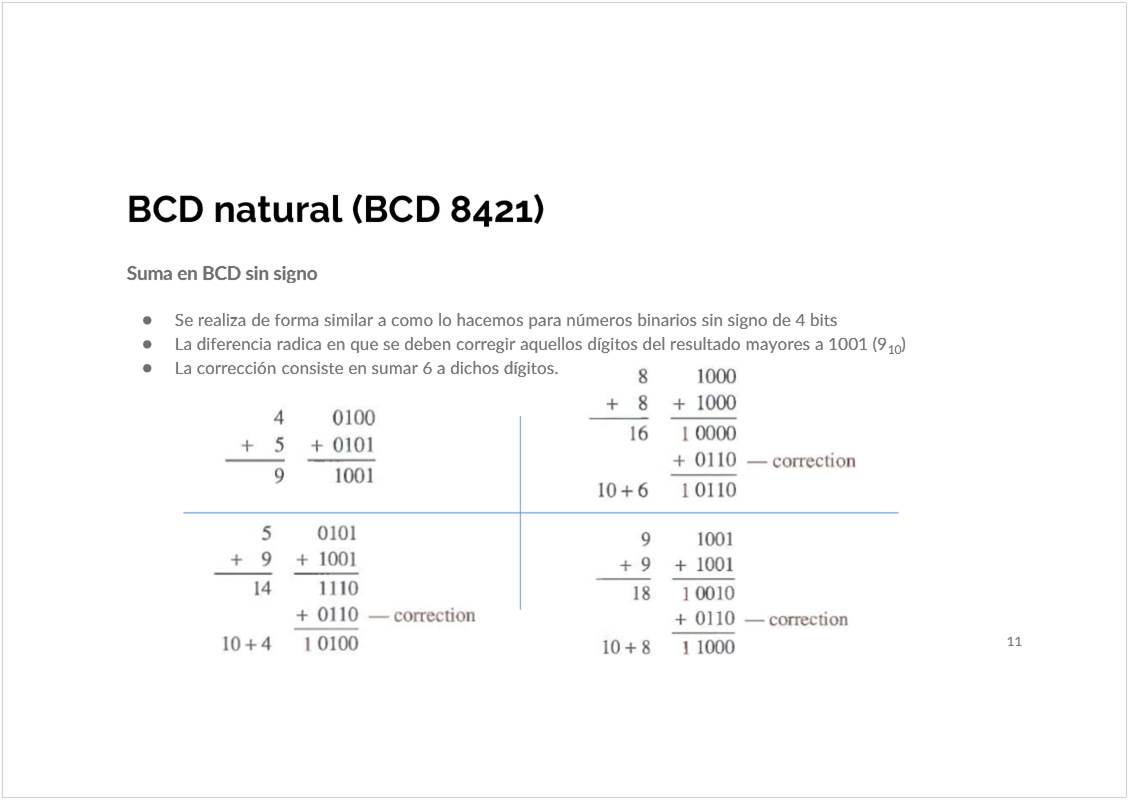 BCD natural (BCD 8421)
Suma en BCD sin signo
● Se realiza de forma similar a como lo hacemos para números binarios sin signo de 4 bits
● La diferencia radica en que se deben corregir aquellos dígitos del resultado mayores a 1001 (9₁₀)
● La corrección consiste en sumar 6 a dichos dígitos.
4 0100
+ 5 + 0101
9 1001
8 1000
+ 8 + 1000
16 1 0000
+ 0110 — correction
10 + 6 1 0110
5 0101
+ 9 + 1001
14 1110
+ 0110 — correction
10 + 4 1 0100
9 1001
+ 9 + 1001
18 1 0010
+ 0110 — correction
10 + 8 1 1000
11